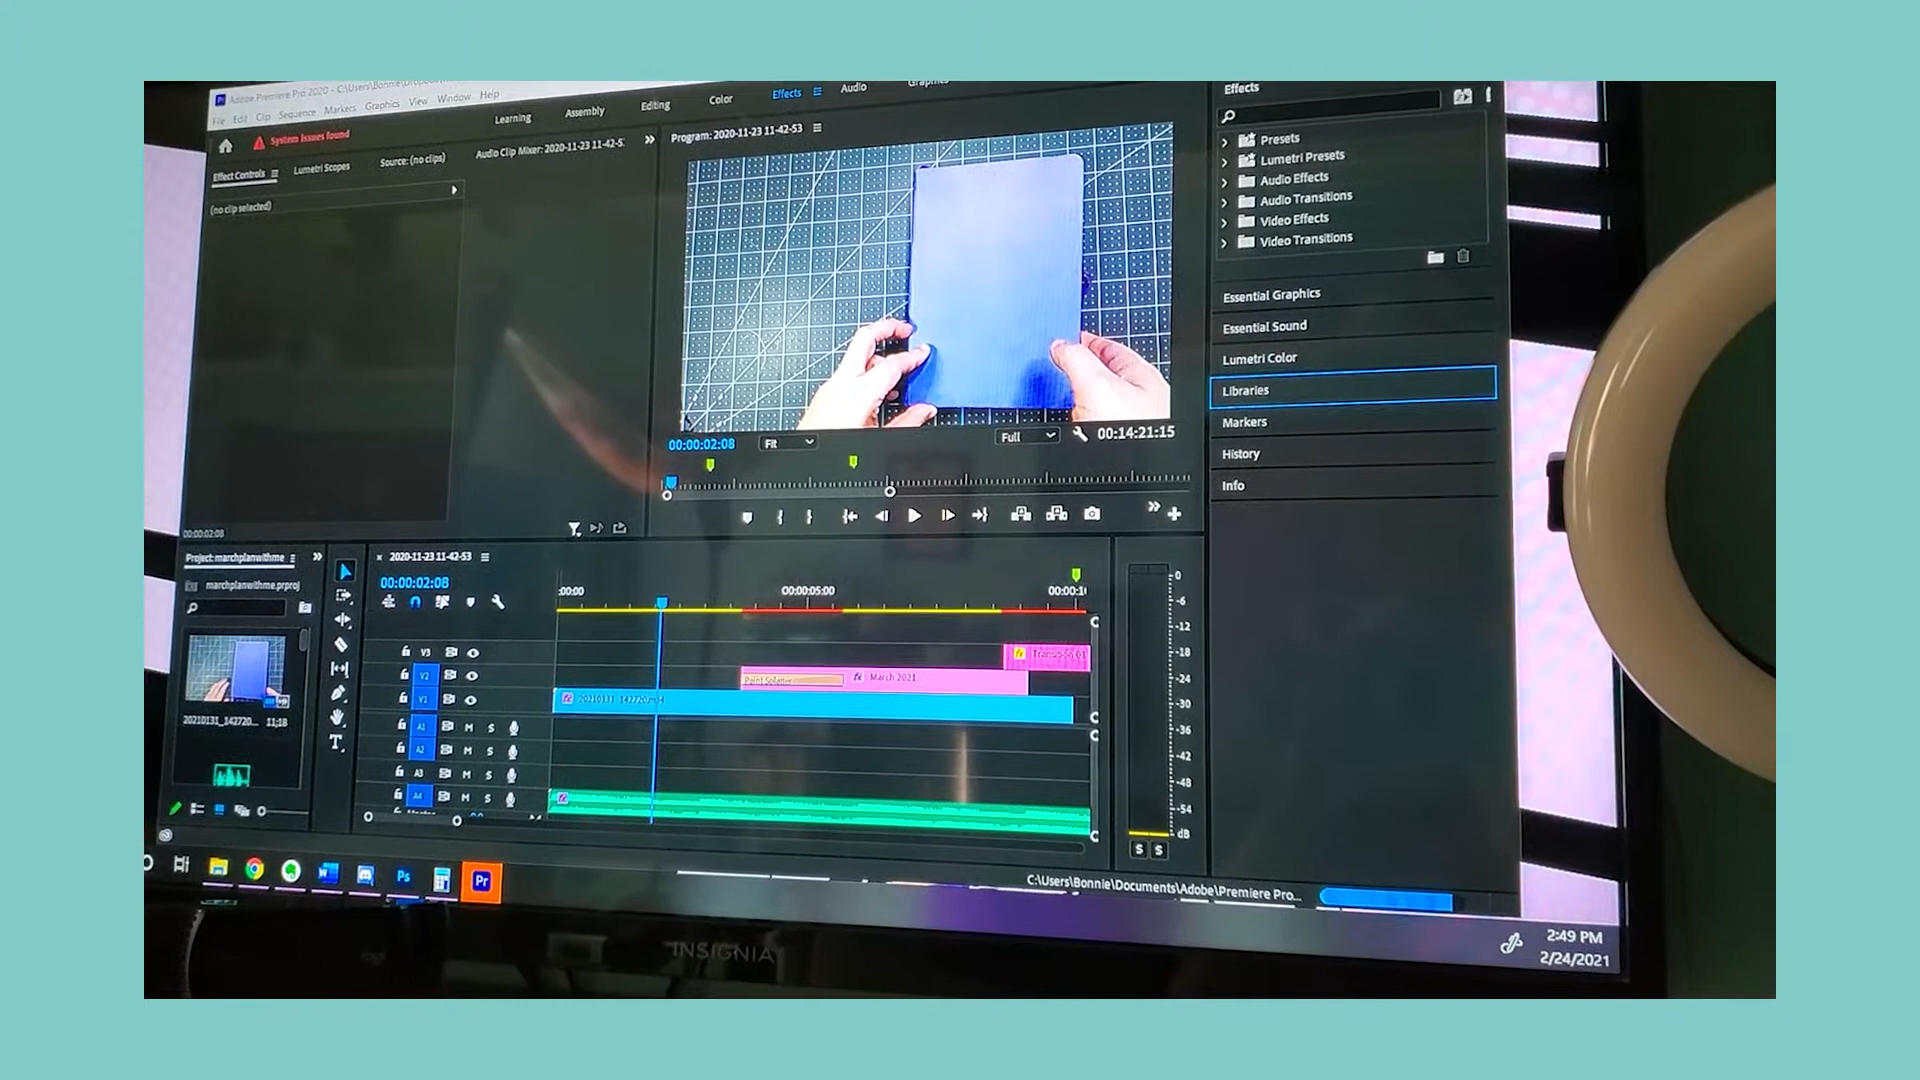 Adobe Premiere Pro 2020 - C:\Users\Bonnie\Dropbox\
File Edit Clip Sequence Markers Graphics View Window Help
System Issues found
Learning
Assembly
Editing
Color
Effects
Audio
Graphics
Effect Controls
Lumetri Scopes
Source: (no clips)
Audio Clip Mixer: 2020-11-23 11-42-5
(no clip selected)
00:00:02:08
Program: 2020-11-23 11-42-53
00:00:02:08
Fit
Full
00:14:21:15
Effects
Presets
Lumetri Presets
Audio Effects
Audio Transitions
Video Effects
Video Transitions
Essential Graphics
Essential Sound
Lumetri Color
Libraries
Markers
History
Info
Project: marchplanwithme
marchplanwithme.prproj
20210131_142720... 11;18
T
2020-11-23 11-42-53
00:00:02:08
:00:00
00:00:05:00
00:00:1
V3
V2
V1
A1 M S
A2 M S
A3 M S
A4 M S
Transition 01
Paint Splatter
March 2021
20210131_142720.mp4
0
-6
-12
-18
-24
-30
-36
-42
-48
-54
dB
S S
C:\Users\Bonnie\Documents\Adobe\Premiere Pro...
W
Ps
Pr
INSIGNIA
2:49 PM
2/24/2021